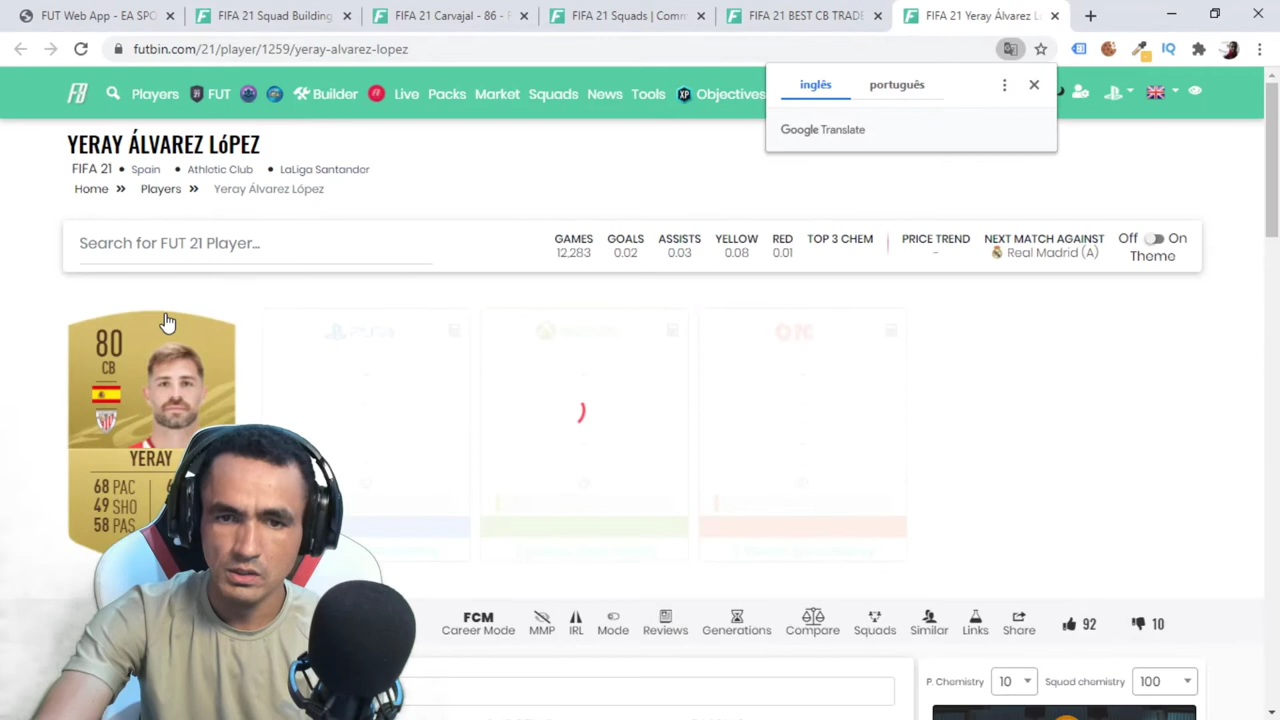 FUT Web App - EA SPO
FIFA 21 Squad Building
FIFA 21 Carvajal - 86 - F
FIFA 21 Squads | Comm
FIFA 21 BEST CB TRADE
FIFA 21 Yeray Álvarez L
futbin.com/21/player/1259/yeray-alvarez-lopez
IQ
inglês português
Google Translate
F8 Players FUT Builder Live Packs Market Squads News Tools XP Objectives
YERAY ÁLVAREZ LóPEZ
FIFA 21 • Spain • Athletic Club • LaLiga Santander
Home » Players » Yeray Álvarez López
Search for FUT 21 Player...
GAMES GOALS ASSISTS YELLOW RED TOP 3 CHEM PRICE TREND NEXT MATCH AGAINST Off On
12,283 0.02 0.03 0.08 0.01 - Real Madrid (A) Theme
80
CB
YERAY
68 PAC
49 SHO
58 PAS
FCM
Career Mode MMP IRL Mode Reviews Generations Compare Squads Similar Links Share 92 10
P. Chemistry 10 Squad chemistry 100